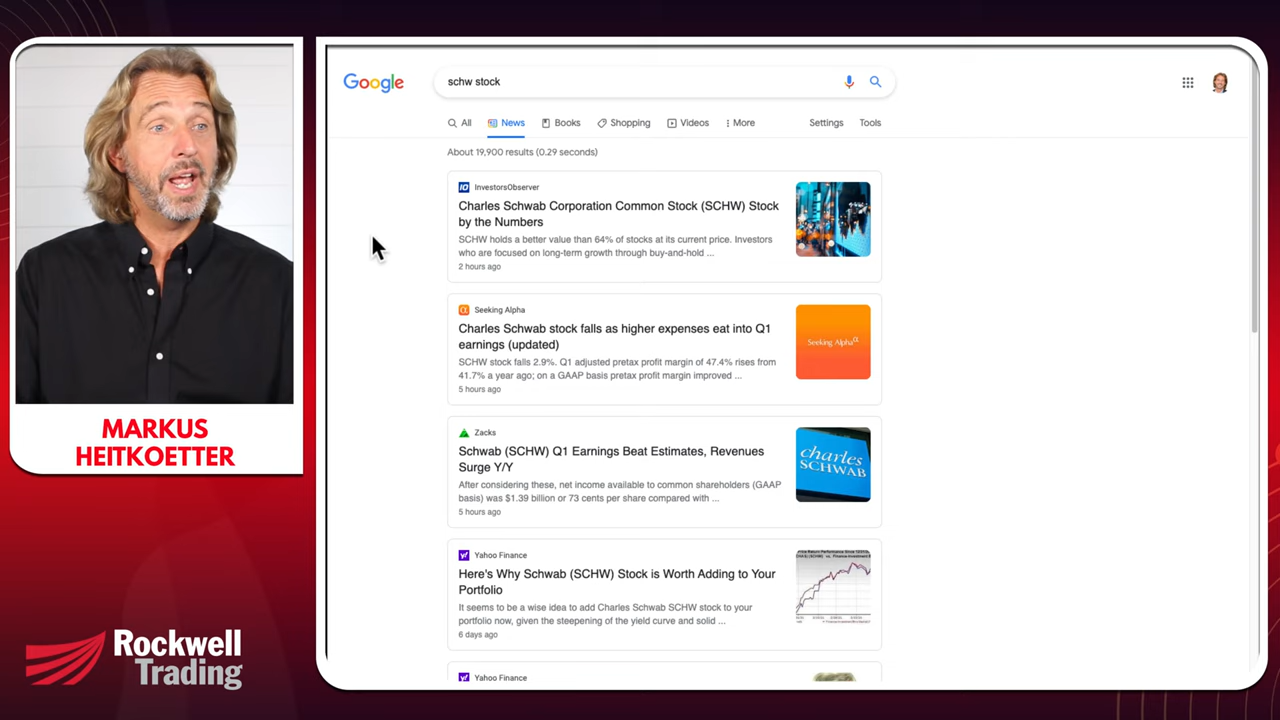 MARKUS
HEITKOETTER
Rockwell
Trading
Google
schw stock
All
News
Books
Shopping
Videos
More
Settings
Tools
About 19,900 results (0.29 seconds)
InvestorsObserver
Charles Schwab Corporation Common Stock (SCHW) Stock
by the Numbers
SCHW holds a better value than 64% of stocks at its current price. Investors
who are focused on long-term growth through buy-and-hold ...
2 hours ago
Seeking Alpha
Charles Schwab stock falls as higher expenses eat into Q1
earnings (updated)
SCHW stock falls 2.9%. Q1 adjusted pretax profit margin of 47.4% rises from
41.7% a year ago; on a GAAP basis pretax profit margin improved ...
5 hours ago
Seeking Alpha α
Zacks
Schwab (SCHW) Q1 Earnings Beat Estimates, Revenues
Surge Y/Y
After considering these, net income available to common shareholders (GAAP
basis) was $1.39 billion or 73 cents per share compared with ...
5 hours ago
charles
SCHWAB
Yahoo Finance
Here's Why Schwab (SCHW) Stock is Worth Adding to Your
Portfolio
It seems to be a wise idea to add Charles Schwab SCHW stock to your
portfolio now, given the steepening of the yield curve and solid ...
6 days ago
Yahoo Finance